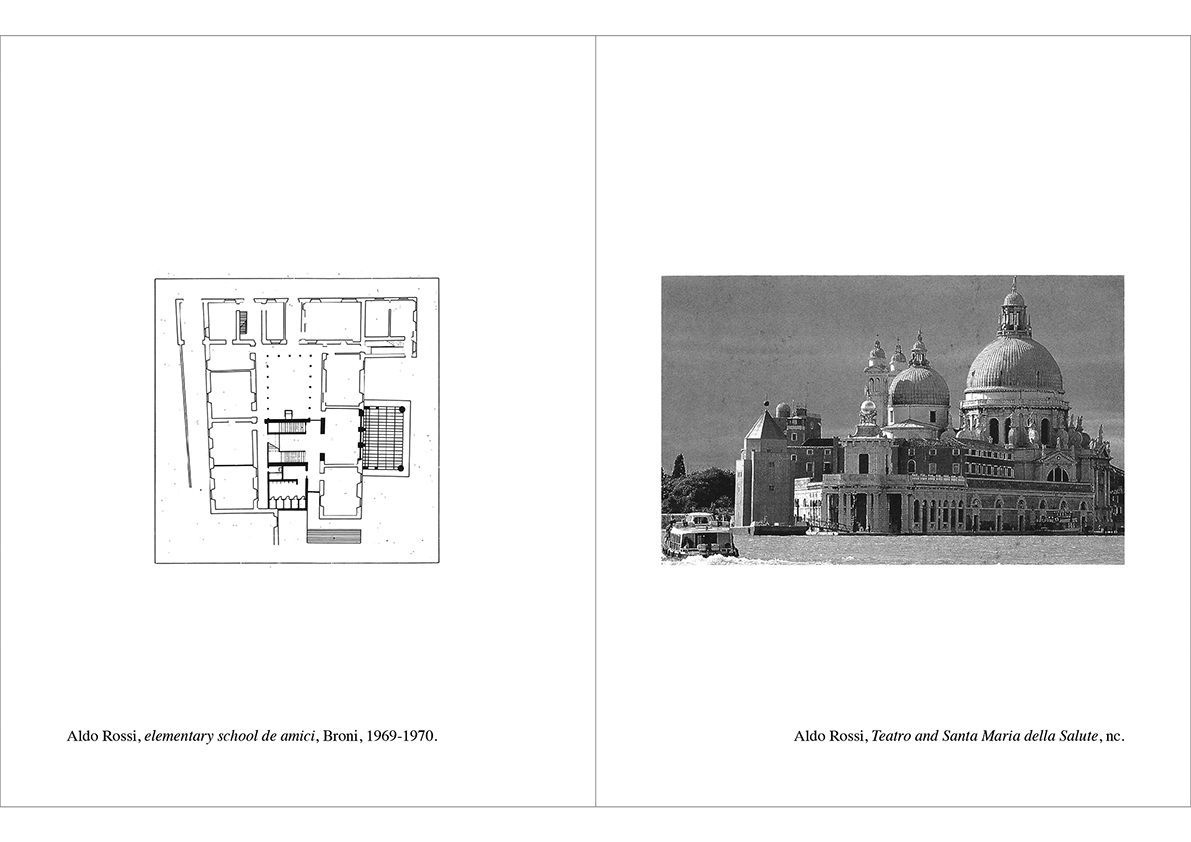 Aldo Rossi, elementary school de amici, Broni, 1969-1970.
Aldo Rossi, Teatro and Santa Maria della Salute, nc.